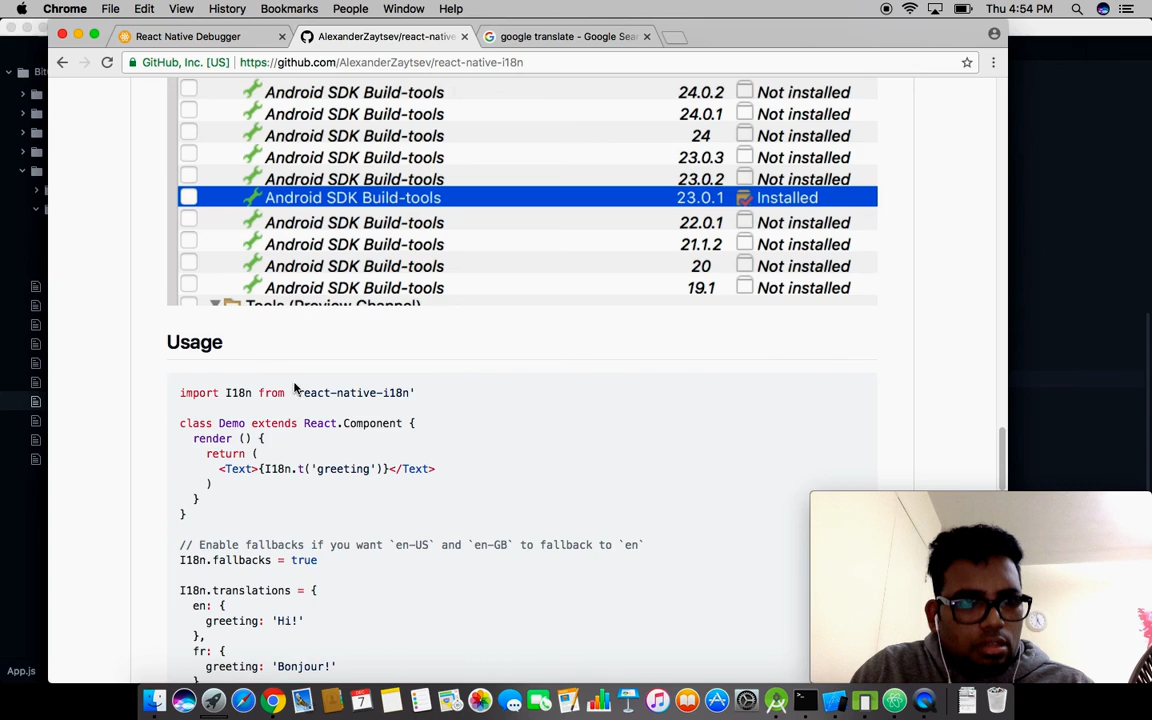 Chrome File Edit View History Bookmarks People Window Help Thu 4:54 PM
React Native Debugger
AlexanderZaytsev/react-native
google translate - Google Sear
GitHub, Inc. [US] https://github.com/AlexanderZaytsev/react-native-i18n
Android SDK Build-tools 24.0.2 Not installed
Android SDK Build-tools 24.0.1 Not installed
Android SDK Build-tools 24 Not installed
Android SDK Build-tools 23.0.3 Not installed
Android SDK Build-tools 23.0.2 Not installed
Android SDK Build-tools 23.0.1 Installed
Android SDK Build-tools 22.0.1 Not installed
Android SDK Build-tools 21.1.2 Not installed
Android SDK Build-tools 20 Not installed
Android SDK Build-tools 19.1 Not installed
Tools (Preview Channel)
Usage
import I18n from 'react-native-i18n'
class Demo extends React.Component {
render () {
return (
<Text>{I18n.t('greeting')}</Text>
)
}
}
// Enable fallbacks if you want `en-US` and `en-GB` to fallback to `en`
I18n.fallbacks = true
I18n.translations = {
en: {
greeting: 'Hi!'
},
fr: {
greeting: 'Bonjour!'
}
App.js